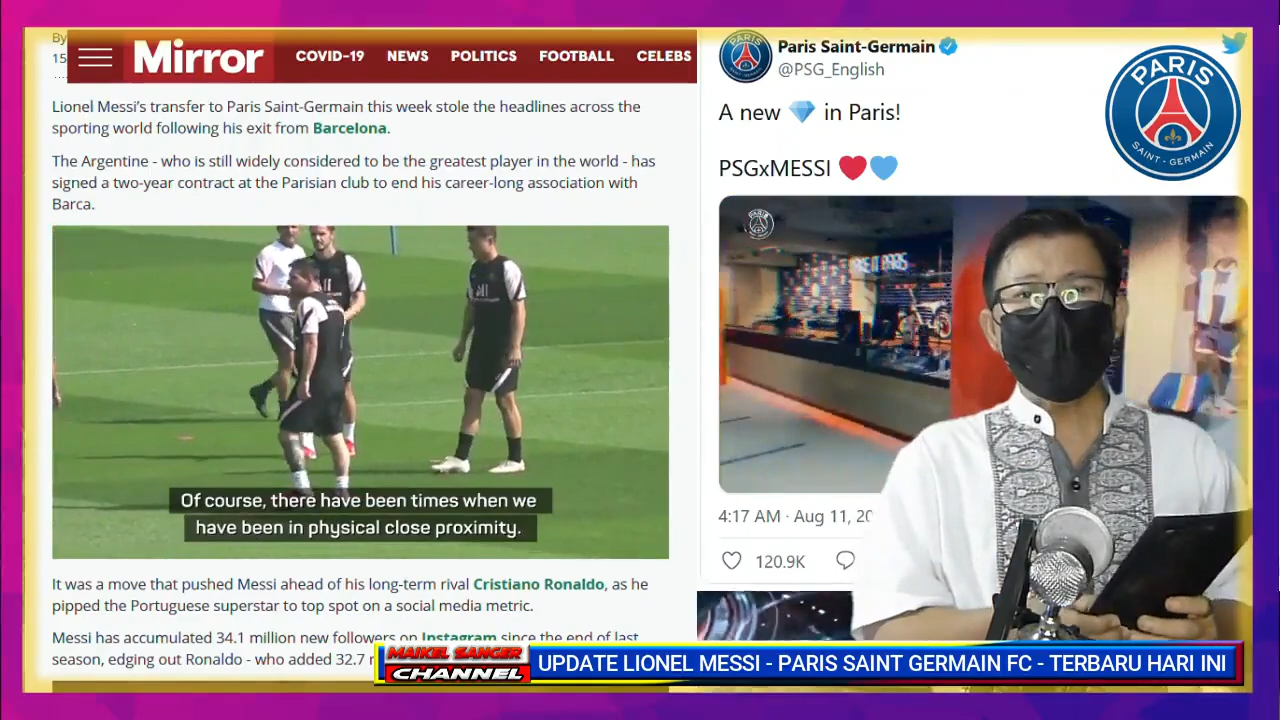 By
15
Mirror
COVID-19 NEWS POLITICS FOOTBALL CELEBS
Lionel Messi's transfer to Paris Saint-Germain this week stole the headlines across the
sporting world following his exit from Barcelona.
The Argentine - who is still widely considered to be the greatest player in the world - has
signed a two-year contract at the Parisian club to end his career-long association with
Barca.
Of course, there have been times when we
have been in physical close proximity.
It was a move that pushed Messi ahead of his long-term rival Cristiano Ronaldo, as he
pipped the Portuguese superstar to top spot on a social media metric.
Messi has accumulated 34.1 million new followers on Instagram since the end of last
season, edging out Ronaldo - who added 32.7
Paris Saint-Germain
@PSG_English
A new 💎 in Paris!
PSGxMESSI ❤️💙
PARIS
SAINT-GERMAIN
4:17 AM · Aug 11, 20
120.9K
MAIKEL SANGER
CHANNEL
UPDATE LIONEL MESSI - PARIS SAINT GERMAIN FC - TERBARU HARI INI